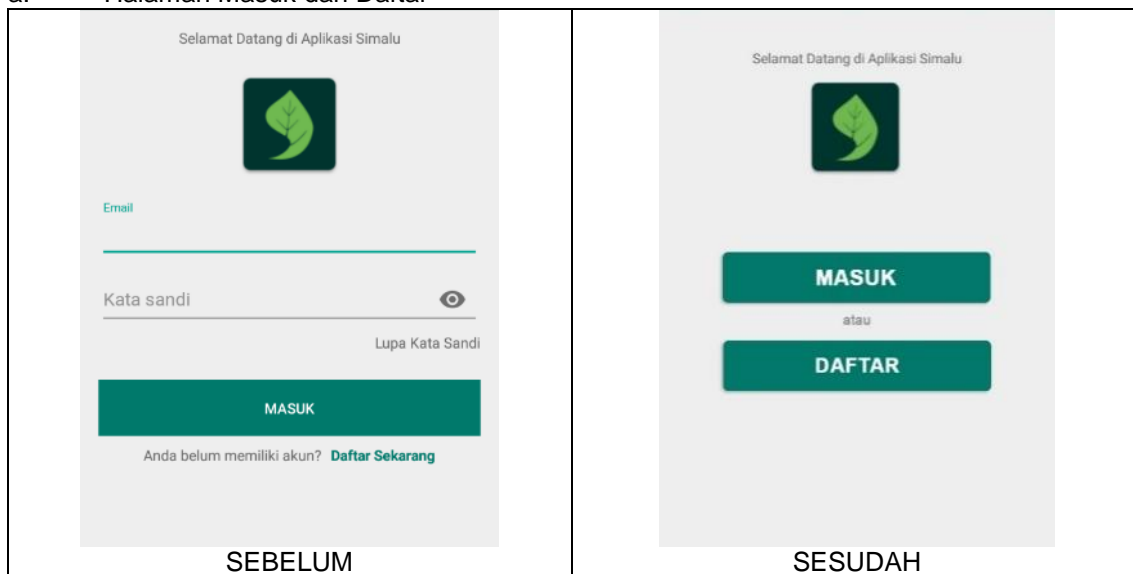 a. Halaman Masuk dan Daftar
Selamat Datang di Aplikasi Simalu
Email
Kata sandi
Lupa Kata Sandi
MASUK
Anda belum memiliki akun? Daftar Sekarang
SEBELUM
Selamat Datang di Aplikasi Simalu
MASUK
atau
DAFTAR
SESUDAH